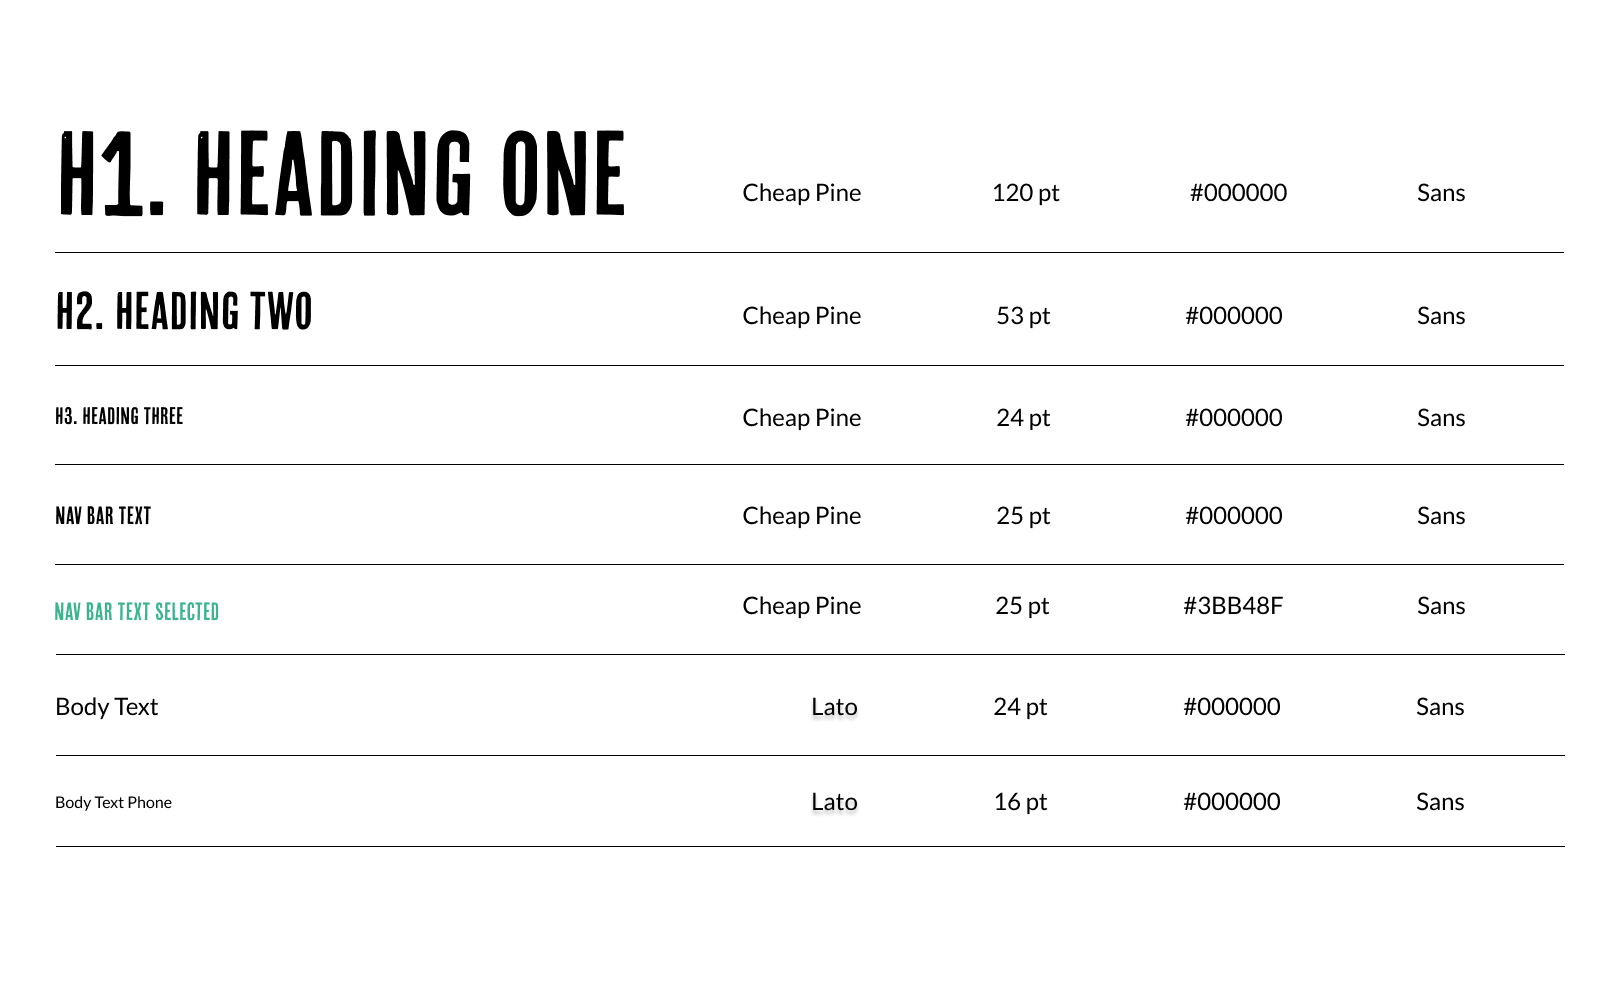 H1. HEADING ONE Cheap Pine 120 pt #000000 Sans
H2. HEADING TWO Cheap Pine 53 pt #000000 Sans
H3. HEADING THREE Cheap Pine 24 pt #000000 Sans
NAV BAR TEXT Cheap Pine 25 pt #000000 Sans
NAV BAR TEXT SELECTED Cheap Pine 25 pt #3BB48F Sans
Body Text Lato 24 pt #000000 Sans
Body Text Phone Lato 16 pt #000000 Sans